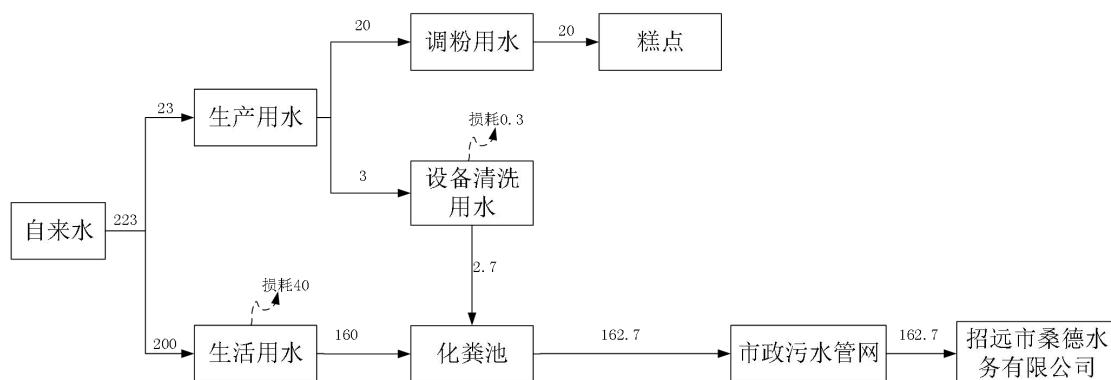 20
调粉用水
20
糕点
23
生产用水
损耗0.3
3
设备清洗
用水
自来水
223
2.7
损耗40
200
生活用水
160
化粪池
162.7
市政污水管网
162.7
招远市桑德水
务有限公司